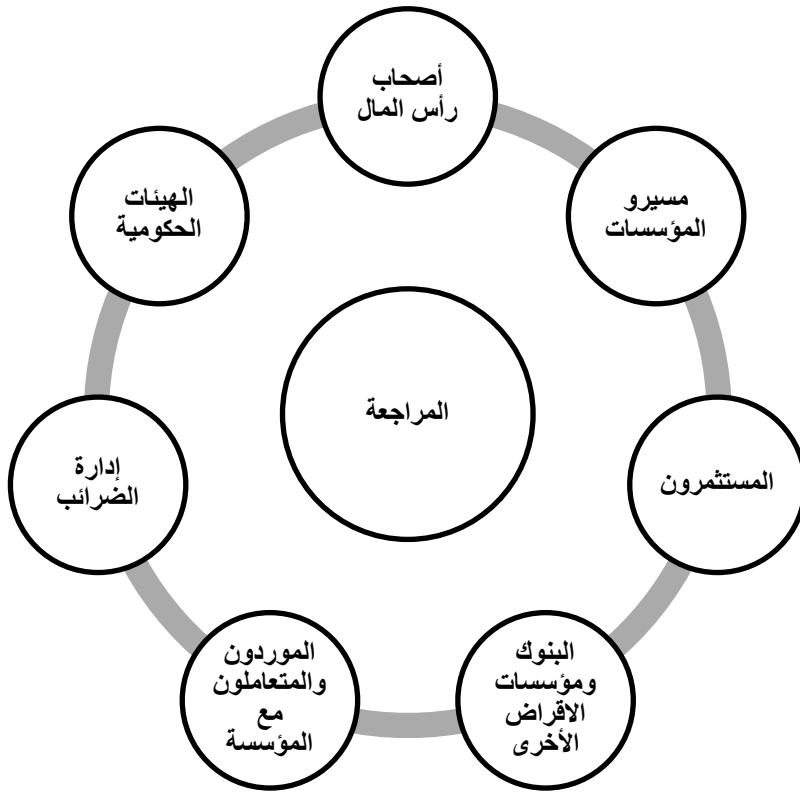 أصحاب
رأس المال
مسيرو
المؤسسات
المستثمرون
البنوك
ومؤسسات
الاقراض
الأخرى
الموردون
والمتعاملون
مع
المؤسسة
إدارة
الضرائب
الهيئات
الحكومية
المراجعة